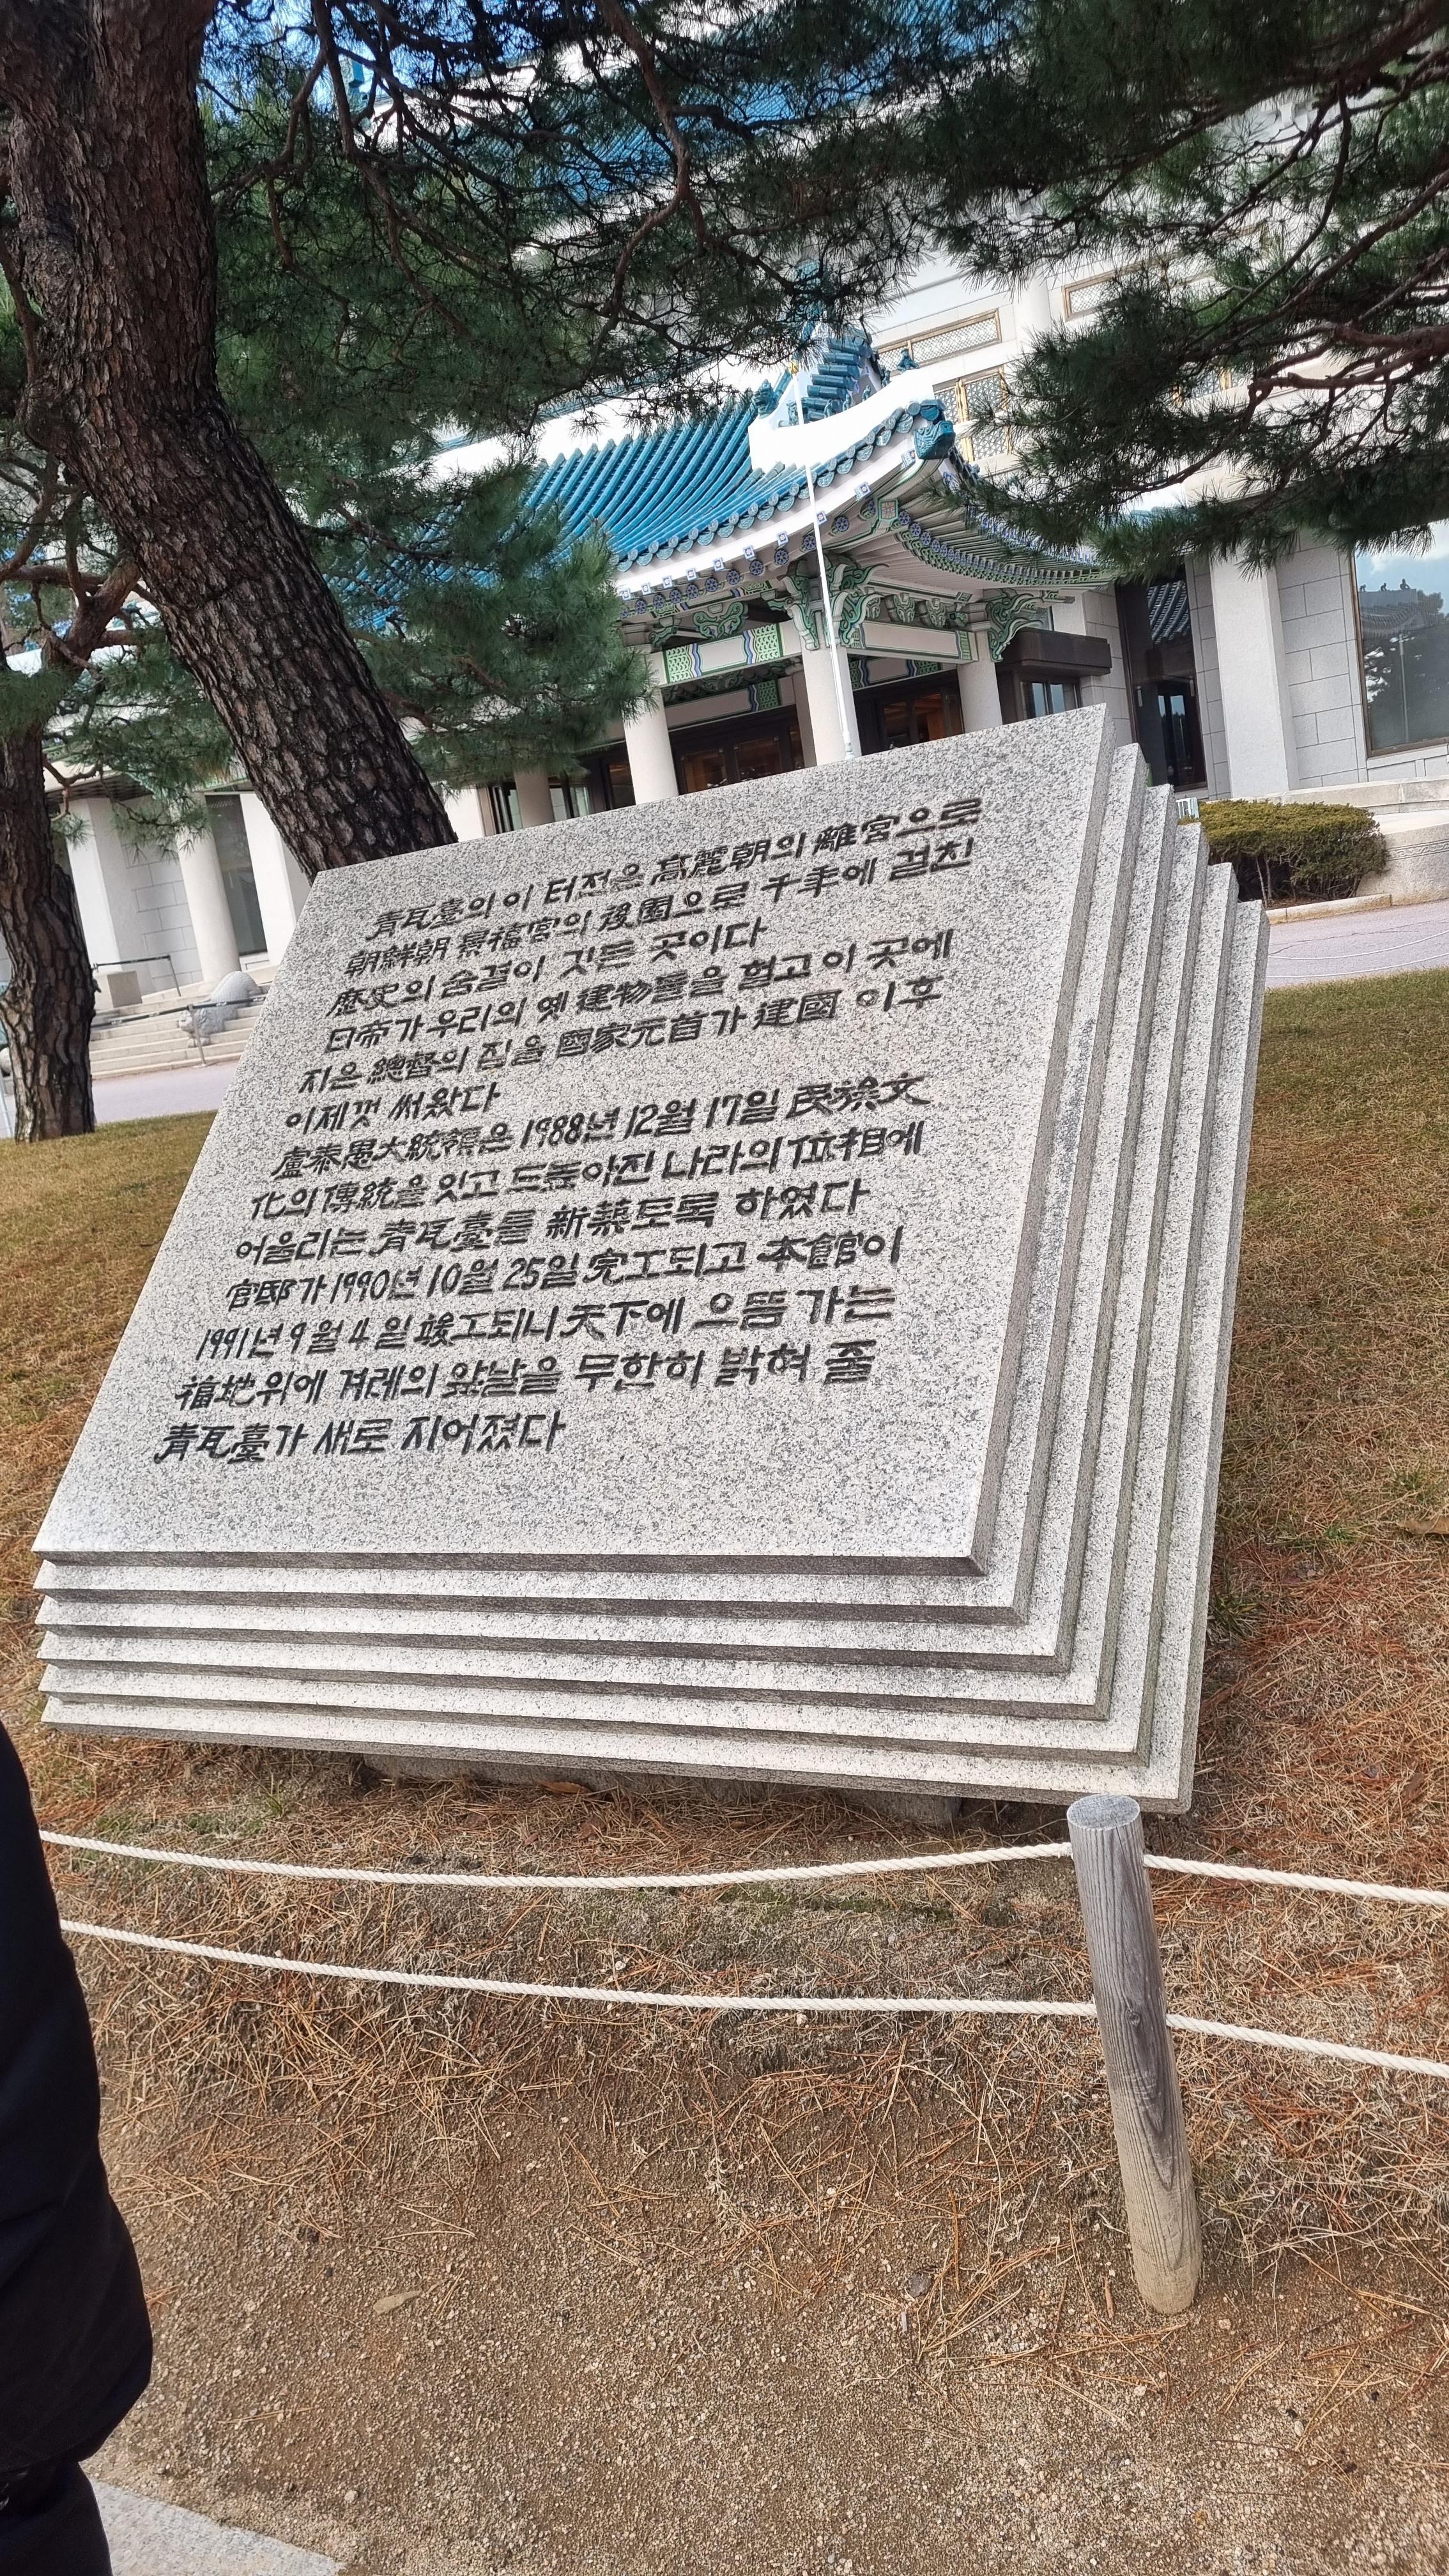 靑瓦臺의 이 터전은 高麗朝의 離宮으로
朝鮮朝 景福宮의 後園으로 千年에 걸친
歷史의 숨결이 깃든 곳이다
日帝가 우리의 옛 建物들을 헐고 이 곳에
지은 總督의 집을 國家元首가 建國 이후
이제껏 써왔다
盧泰愚大統領은 1988년 12월 17일 民族文
化의 傳統을 잇고 드높아진 나라의 位相에
어울리는 靑瓦臺를 新築토록 하였다
官邸가 1990년 10월 25일 完工되고 本館이
1991년 9월 4일 竣工되니 天下에 으뜸가는
福地위에 겨레의 앞날을 무한히 밝혀 줄
靑瓦臺가 새로 지어졌다